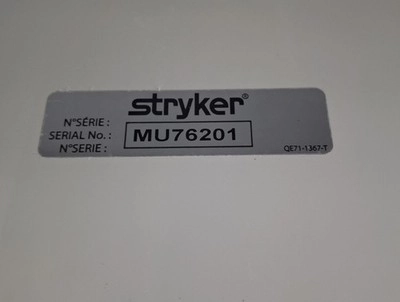 stryker®
N°SÉRIE :
SERIAL No. : MU76201
N°SERIE :
QE71-1367-T